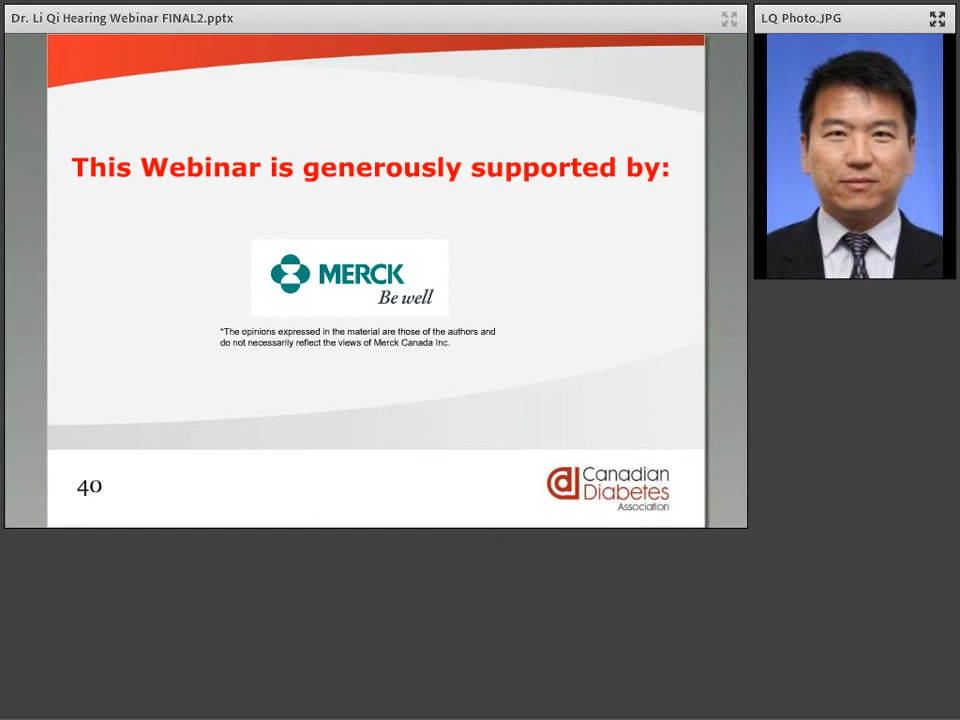 Dr. Li Qi Hearing Webinar FINAL2.pptx
LQ Photo.JPG
This Webinar is generously supported by:
MERCK
Be well
*The opinions expressed in the material are those of the authors and
do not necessarily reflect the views of Merck Canada Inc.
40
Canadian
Diabetes
Association